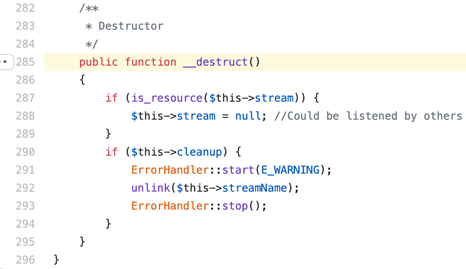 282 /**
283 * Destructor
284 */
285 public function __destruct()
286 {
287 if (is_resource($this->stream)) {
288 $this->stream = null; //Could be listened by others
289 }
290 if ($this->cleanup) {
291 ErrorHandler::start(E_WARNING);
292 unlink($this->streamName);
293 ErrorHandler::stop();
294 }
295 }
296 }